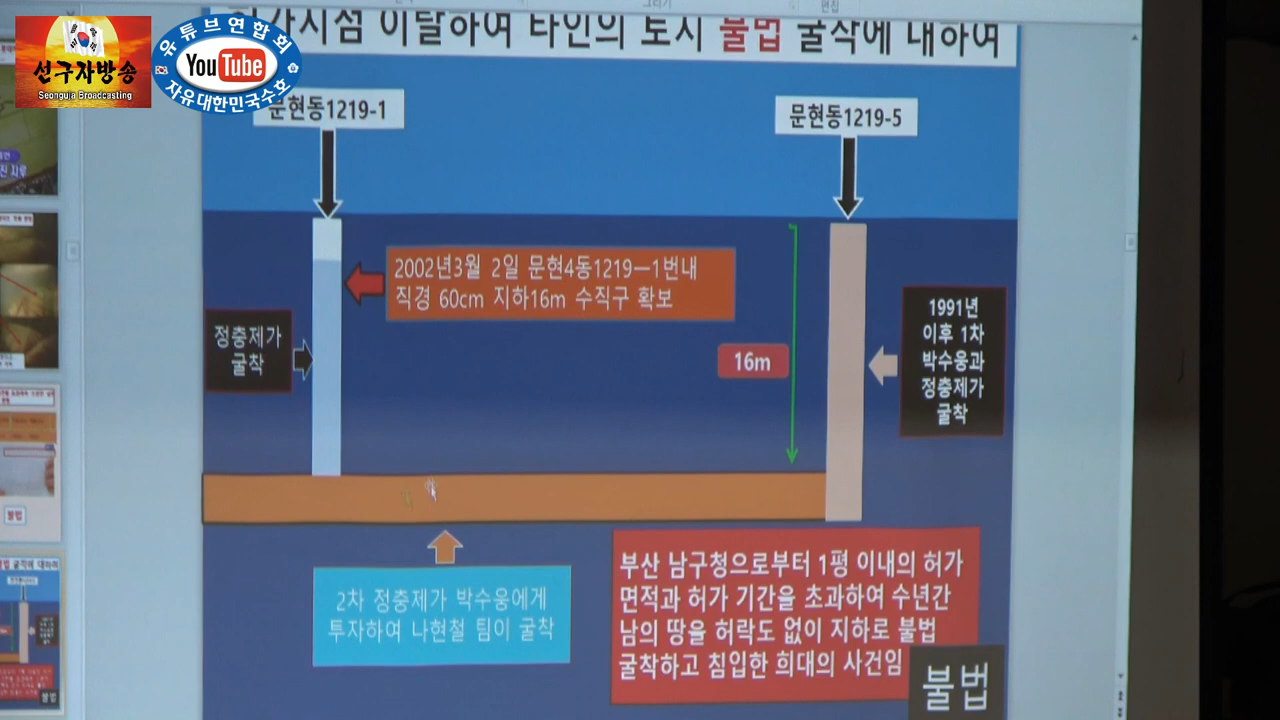 이탈하여 타인의 토지 불법 굴착에 대하여
선구자방송
Seonguja Broadcasting
유튜브연합회
YouTube
자유대한민국수호
문현동1219-1
문현동1219-5
2002년3월 2일 문현4동1219ㅡ1번내
직경 60cm 지하16m 수직구 확보
정충제가
굴착
16m
1991년
이후 1차
박수웅과
정충제가
굴착
2차 정충제가 박수웅에게
투자하여 나현철 팀이 굴착
부산 남구청으로부터 1평 이내의 허가
면적과 허가 기간을 초과하여 수년간
남의 땅을 허락도 없이 지하로 불법
굴착하고 침입한 희대의 사건임
불법
불법